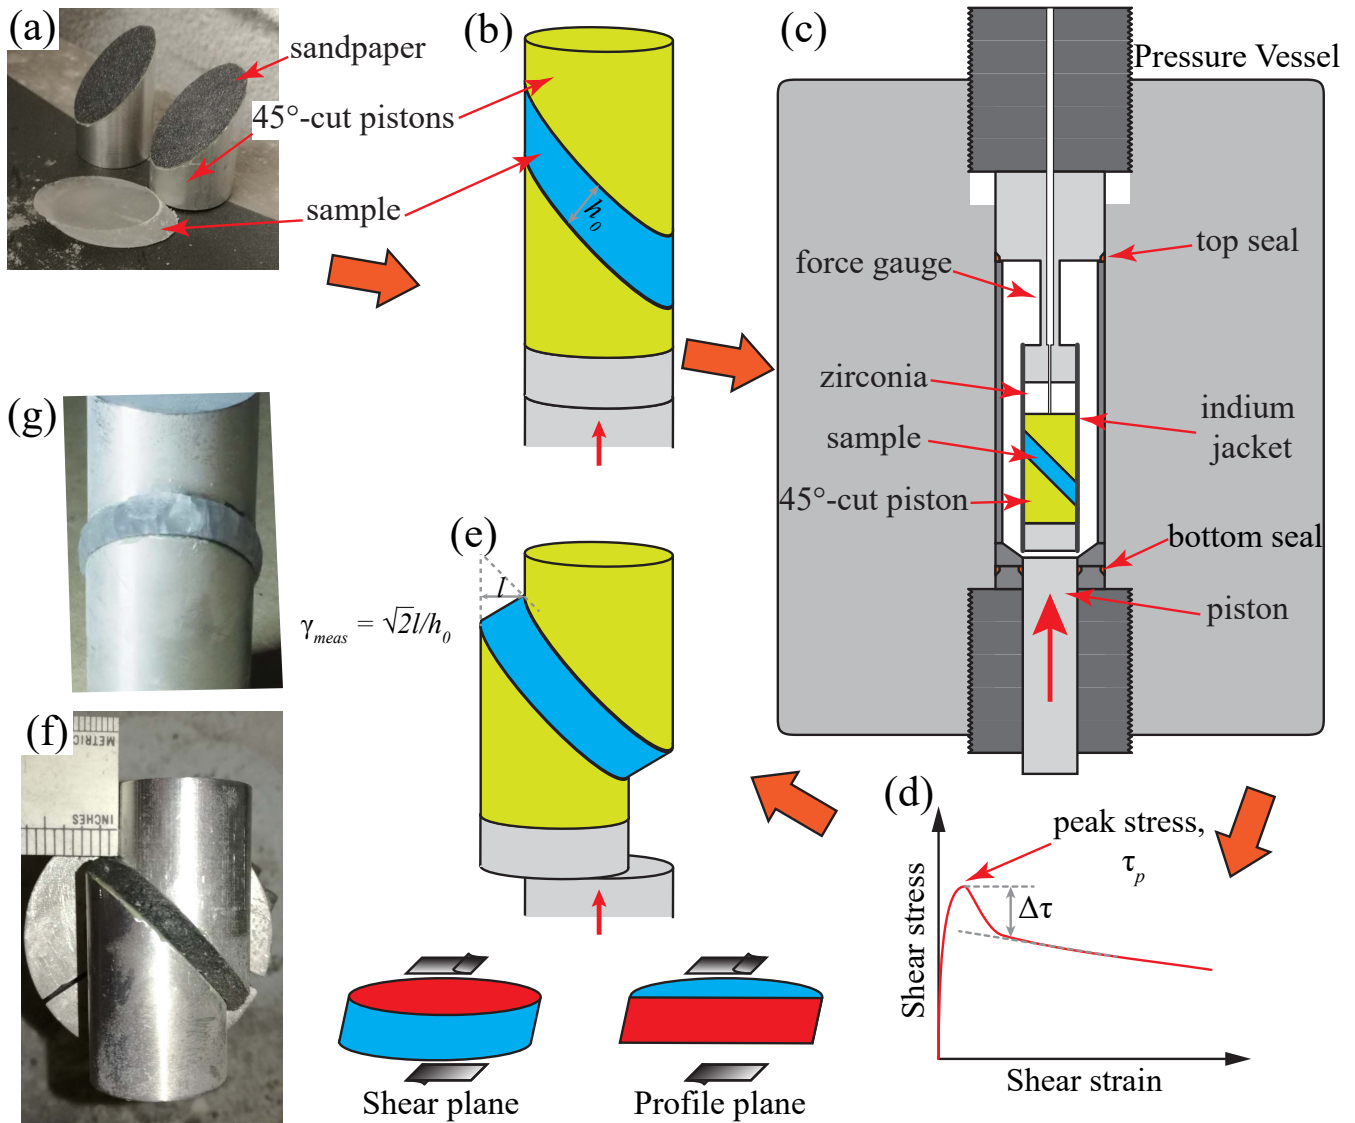 (a)
sandpaper
45°-cut pistons
sample
(b)
h₀
(c)
Pressure Vessel
top seal
force gauge
zirconia
indium
jacket
sample
45°-cut piston
bottom seal
piston
(g)
(e)
l
γₘₑₐₛ = √2l/h₀
(f)
METRIC
INCHES
(d)
peak stress,
τₚ
Δτ
Shear stress
Shear strain
Shear plane
Profile plane